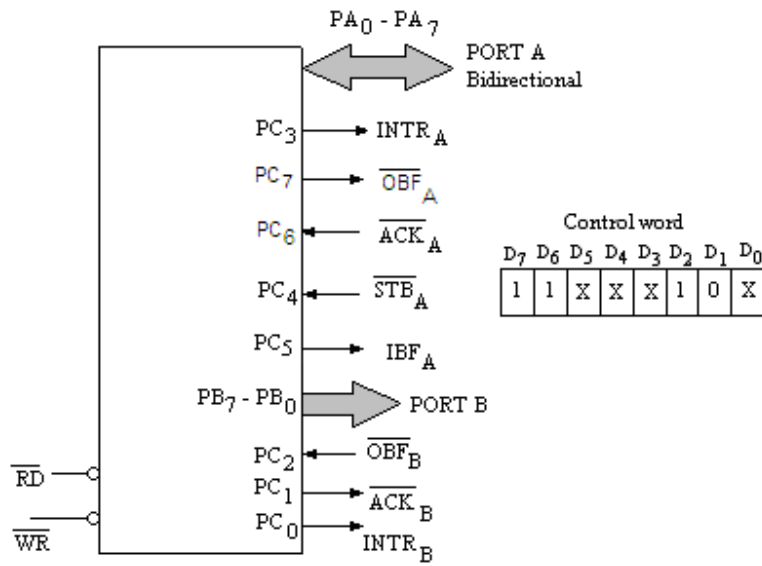 PA0 - PA7
PORT A
Bidirectional
PC3 INTRA
PC7 OBFA
PC6 ACKA
PC4 STBA
PC5 IBFA
PB7 - PB0 PORT B
PC2 OBFB
PC1 ACKB
PC0 INTRB
RD
WR
Control word
D7 D6 D5 D4 D3 D2 D1 D0
1 1 X X X 1 0 X